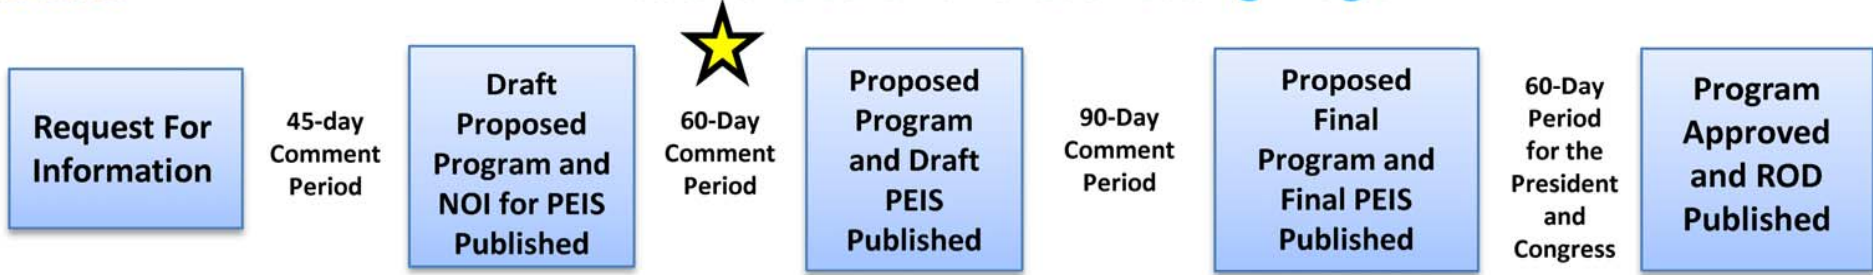 Request For
Information
45-day
Comment
Period
Draft
Proposed
Program and
NOI for PEIS
Published
60-Day
Comment
Period
Proposed
Program
and Draft
PEIS
Published
90-Day
Comment
Period
Proposed
Final
Program and
Final PEIS
Published
60-Day
Period
for the
President
and
Congress
Program
Approved
and ROD
Published